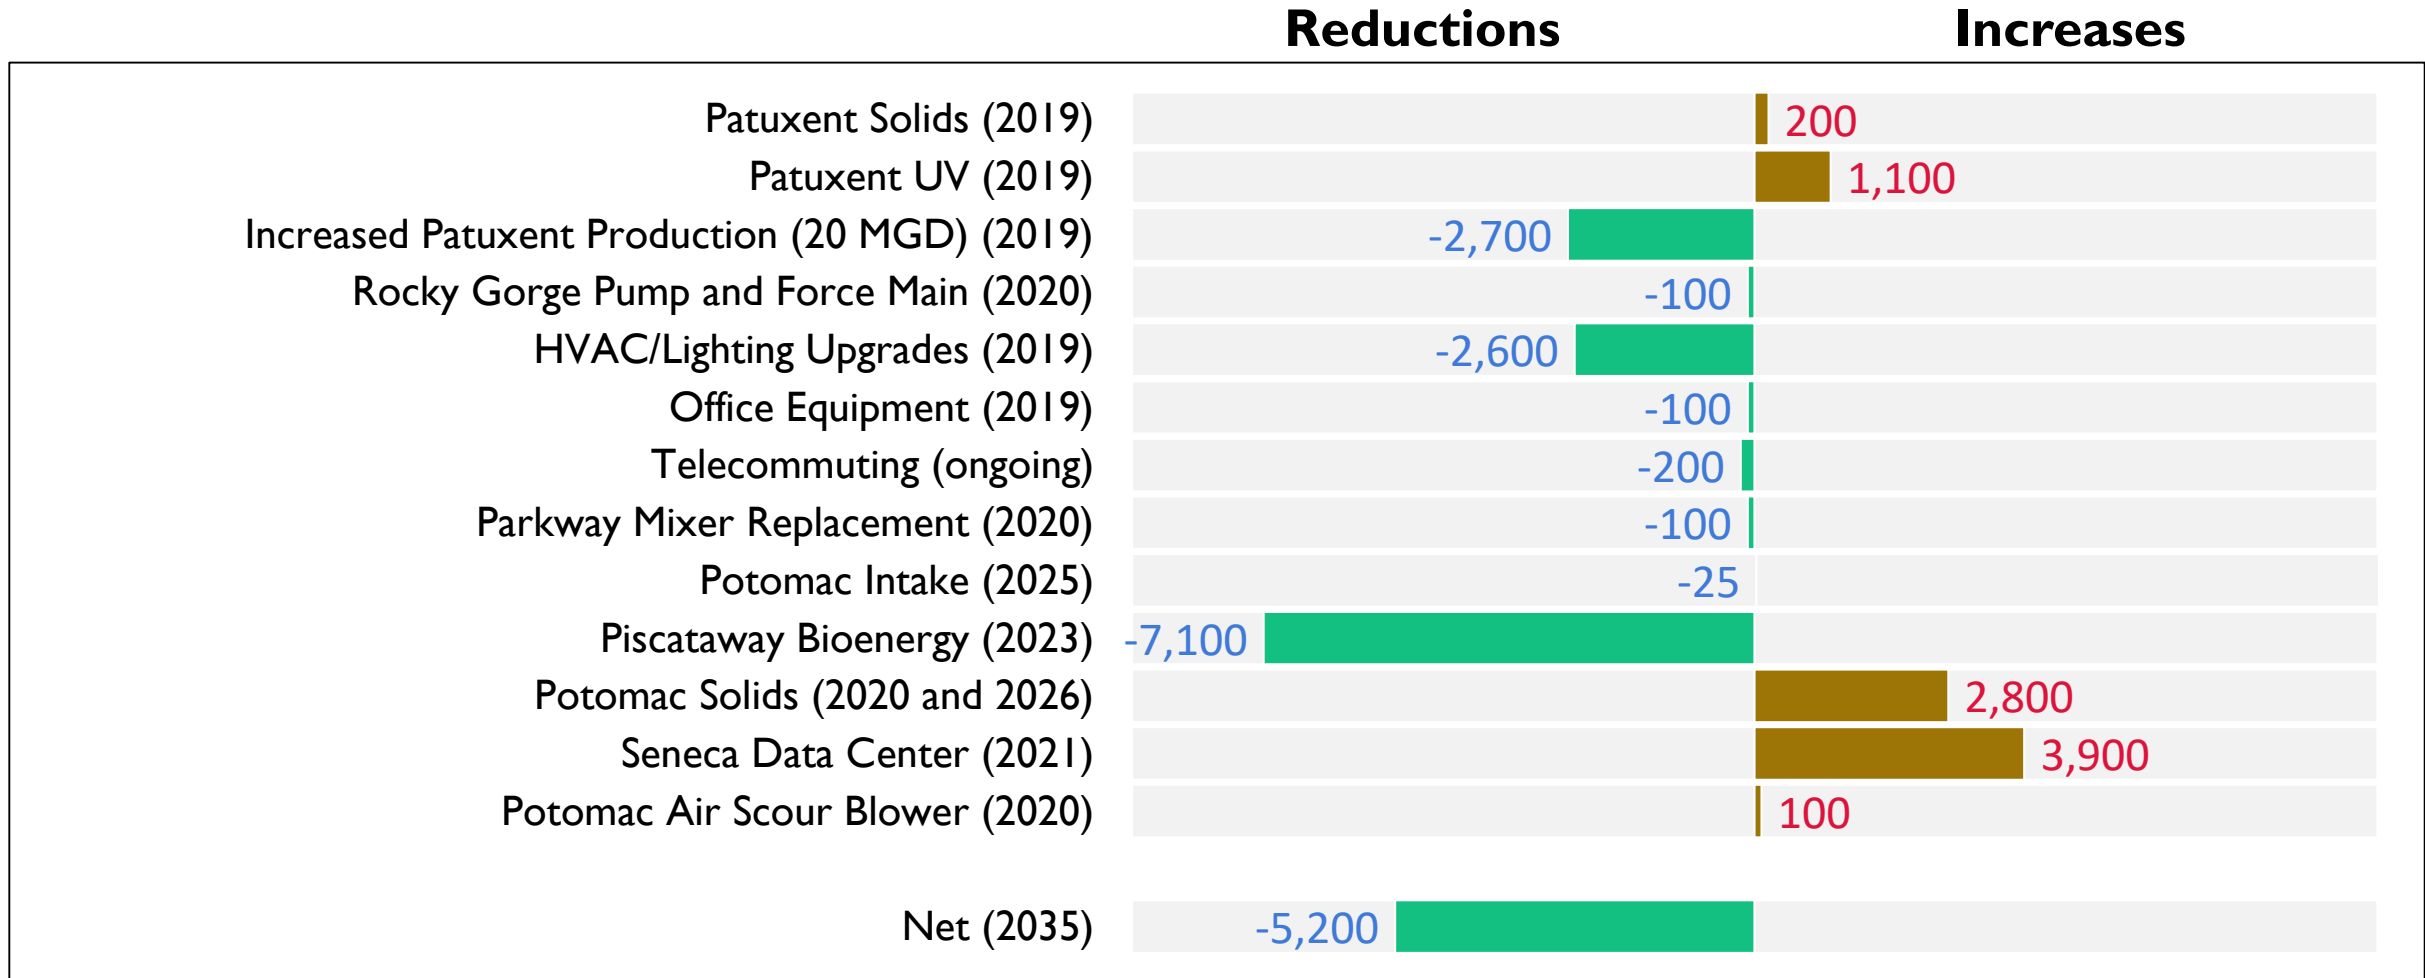 Reductions Increases
Patuxent Solids (2019) 200
Patuxent UV (2019) 1,100
Increased Patuxent Production (20 MGD) (2019) -2,700
Rocky Gorge Pump and Force Main (2020) -100
HVAC/Lighting Upgrades (2019) -2,600
Office Equipment (2019) -100
Telecommuting (ongoing) -200
Parkway Mixer Replacement (2020) -100
Potomac Intake (2025) -25
Piscataway Bioenergy (2023) -7,100
Potomac Solids (2020 and 2026) 2,800
Seneca Data Center (2021) 3,900
Potomac Air Scour Blower (2020) 100
Net (2035) -5,200